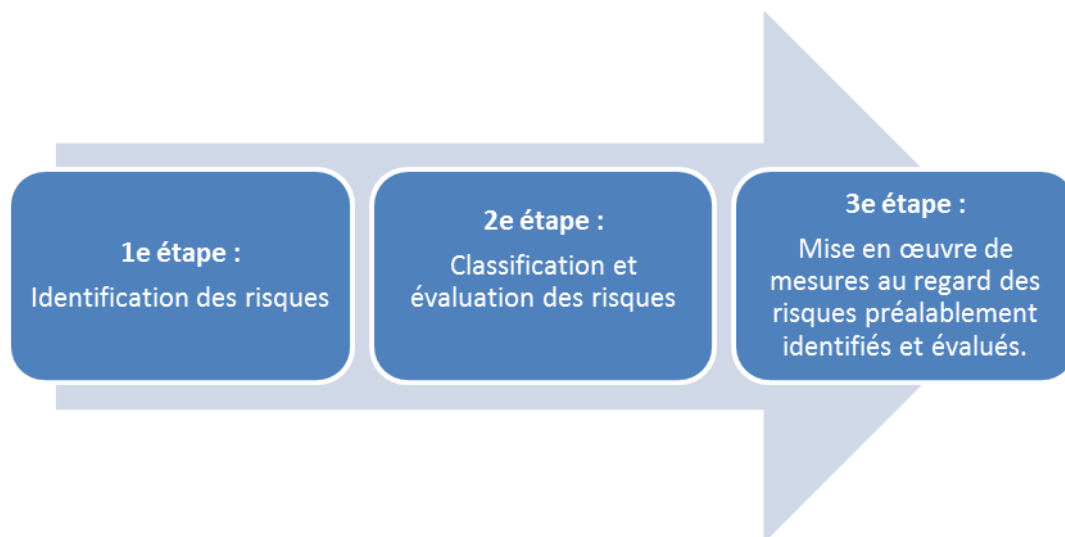 1e étape :
Identification des risques
2e étape :
Classification et
évaluation des risques
3e étape :
Mise en œuvre de
mesures au regard des
risques préalablement
identifiés et évalués.